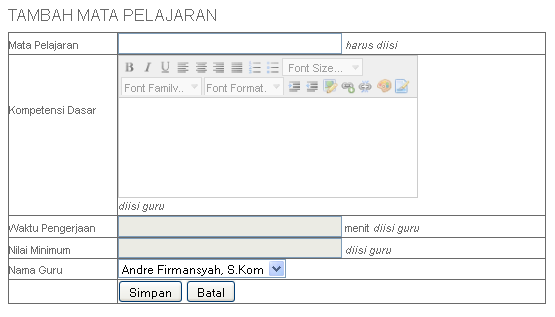 TAMBAH MATA PELAJARAN
Mata Pelajaran harus diisi
B I U Font Size...
Font Family.. Font Format.
Kompetensi Dasar
diisi guru
Waktu Pengerjaan menit diisi guru
Nilai Minimum diisi guru
Nama Guru Andre Firmansyah, S.Kom
Simpan Batal